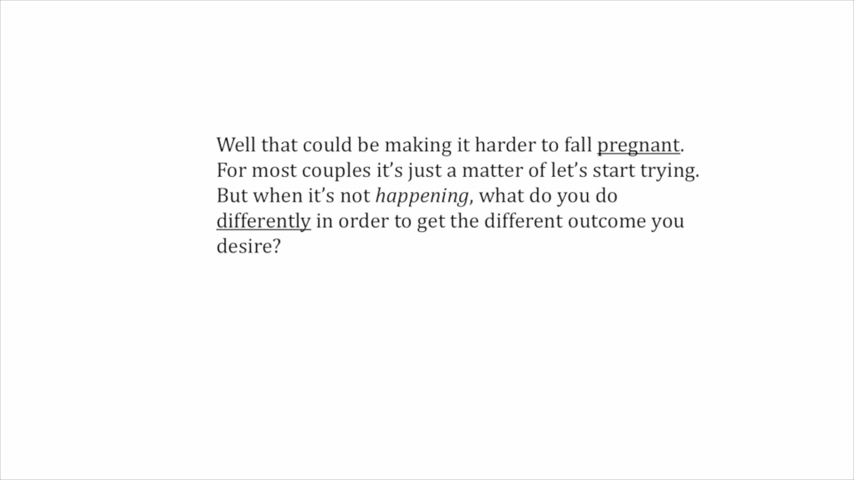 Well that could be making it harder to fall pregnant.
For most couples it’s just a matter of let’s start trying.
But when it’s not happening, what do you do
differently in order to get the different outcome you
desire?